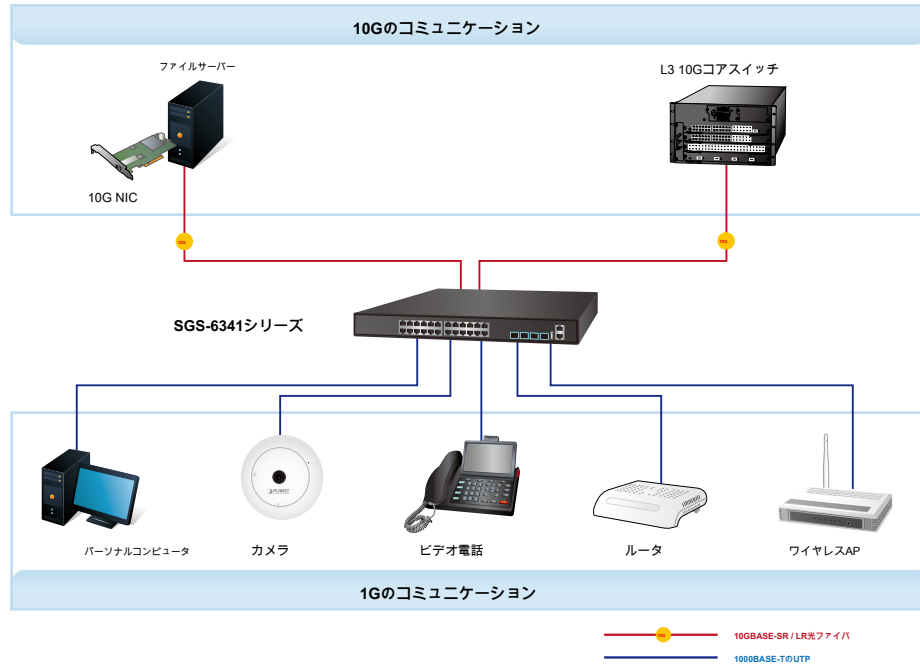 10Gのコミュニケーション
ファイルサーバー
L3 10Gコアスイッチ
10G NIC
10G
10G
SGS-6341シリーズ
PLANET
パーソナルコンピュータ
カメラ
ビデオ電話
ルータ
ワイヤレスAP
1Gのコミュニケーション
10G
10GBASE-SR / LR光ファイバ
1000BASE-TのUTP